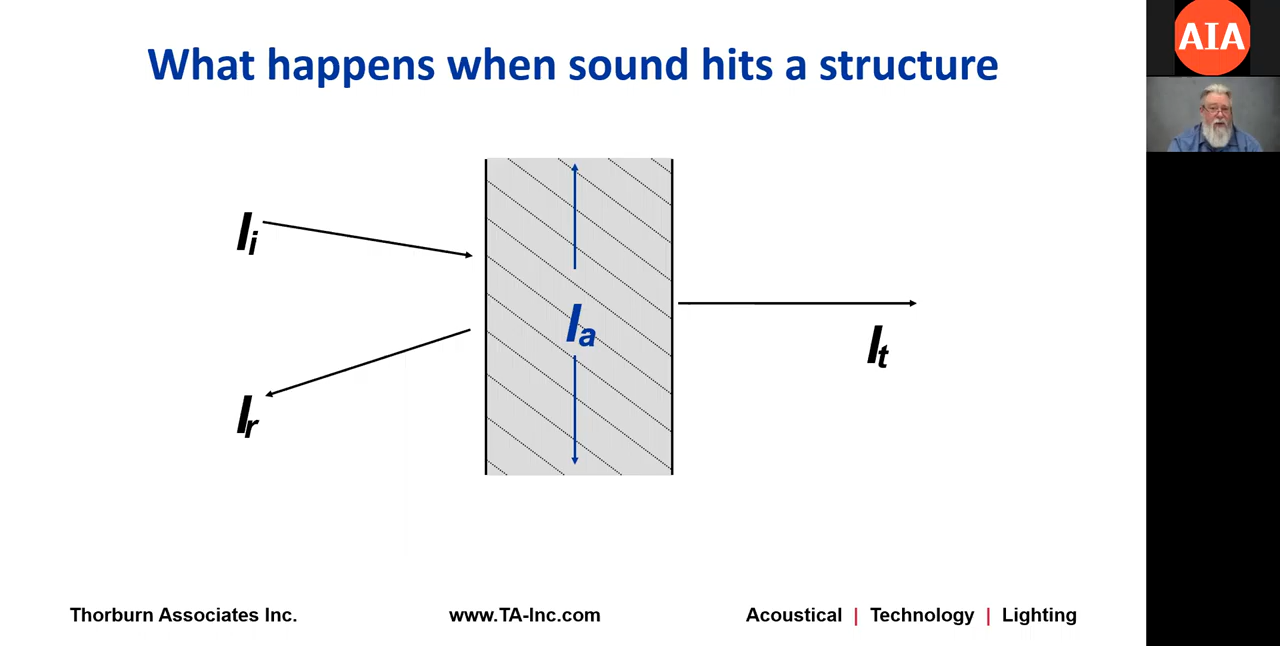 What happens when sound hits a structure
AIA
Ii
Ia
It
Ir
Thorburn Associates Inc. www.TA-Inc.com Acoustical | Technology | Lighting